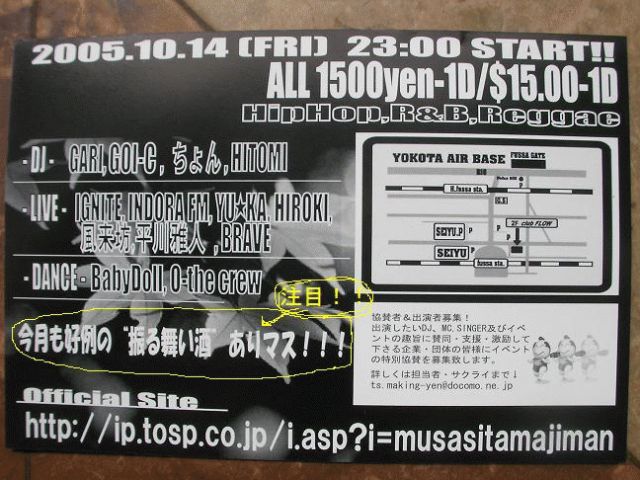 2005.10.14 (FRI) 23:00 START!!
ALL 1500yen-1D/$15.00-1D
HipHop,R&B,Reggae
-DJ- GARI,GOI-C,ちょん,HITOMI
-LIVE- IGNITE,INDORA FM,YU★KA,HIROKI,
風来坊,平川雅人,BRAVE
-DANCE- BabyDoll,O-the crew
注目!!
今月も好例の "振る舞い酒" ありマス!!!
YOKOTA AIR BASE
FUSSA GATE
R16
P
H.fussa sta.
25 club FLOW
SEIYU.P
P
P
SEIYU
P
fussa sta.
協賛者&出演者募集!
出演したいDJ、MC、SINGER及びイベ
ントの趣旨に賛同・支援・激励して
下さる企業・団体の皆様にイベント
の特別協賛を募集致します。
詳しくは担当者・サクライまで↓
ts.making-yen@docomo.ne.jp
Official Site
http://ip.tosp.co.jp/i.asp?i=musasitamajiman